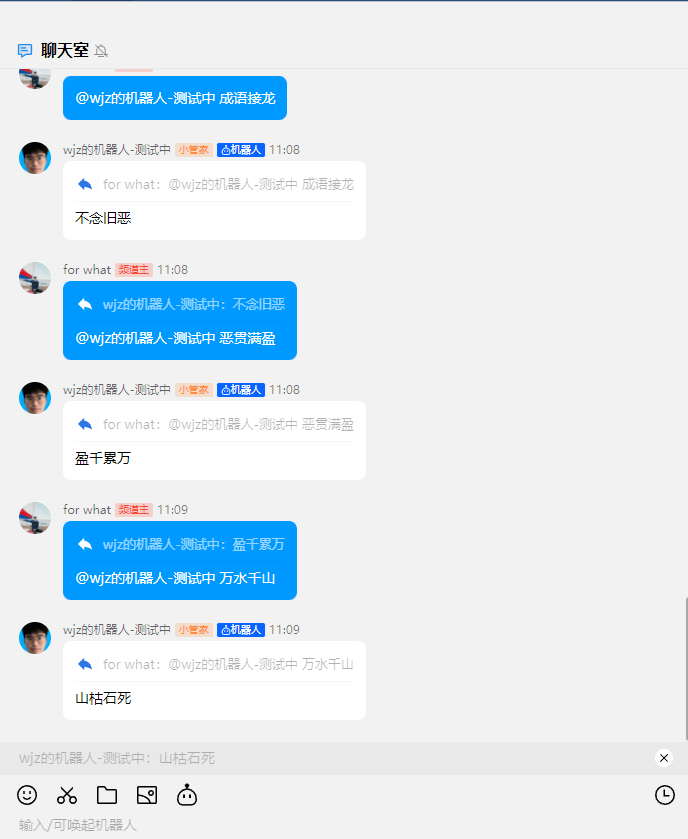 聊天室
@wjz的机器人-测试中 成语接龙
wjz的机器人-测试中 小管家 机器人 11:08
for what：@wjz的机器人-测试中 成语接龙
不念旧恶
for what 频道主 11:08
wjz的机器人-测试中：不念旧恶
@wjz的机器人-测试中 恶贯满盈
wjz的机器人-测试中 小管家 机器人 11:08
for what：@wjz的机器人-测试中 恶贯满盈
盈千累万
for what 频道主 11:09
wjz的机器人-测试中：盈千累万
@wjz的机器人-测试中 万水千山
wjz的机器人-测试中 小管家 机器人 11:09
for what：@wjz的机器人-测试中 万水千山
山枯石死
wjz的机器人-测试中：山枯石死
输入/可唤起机器人